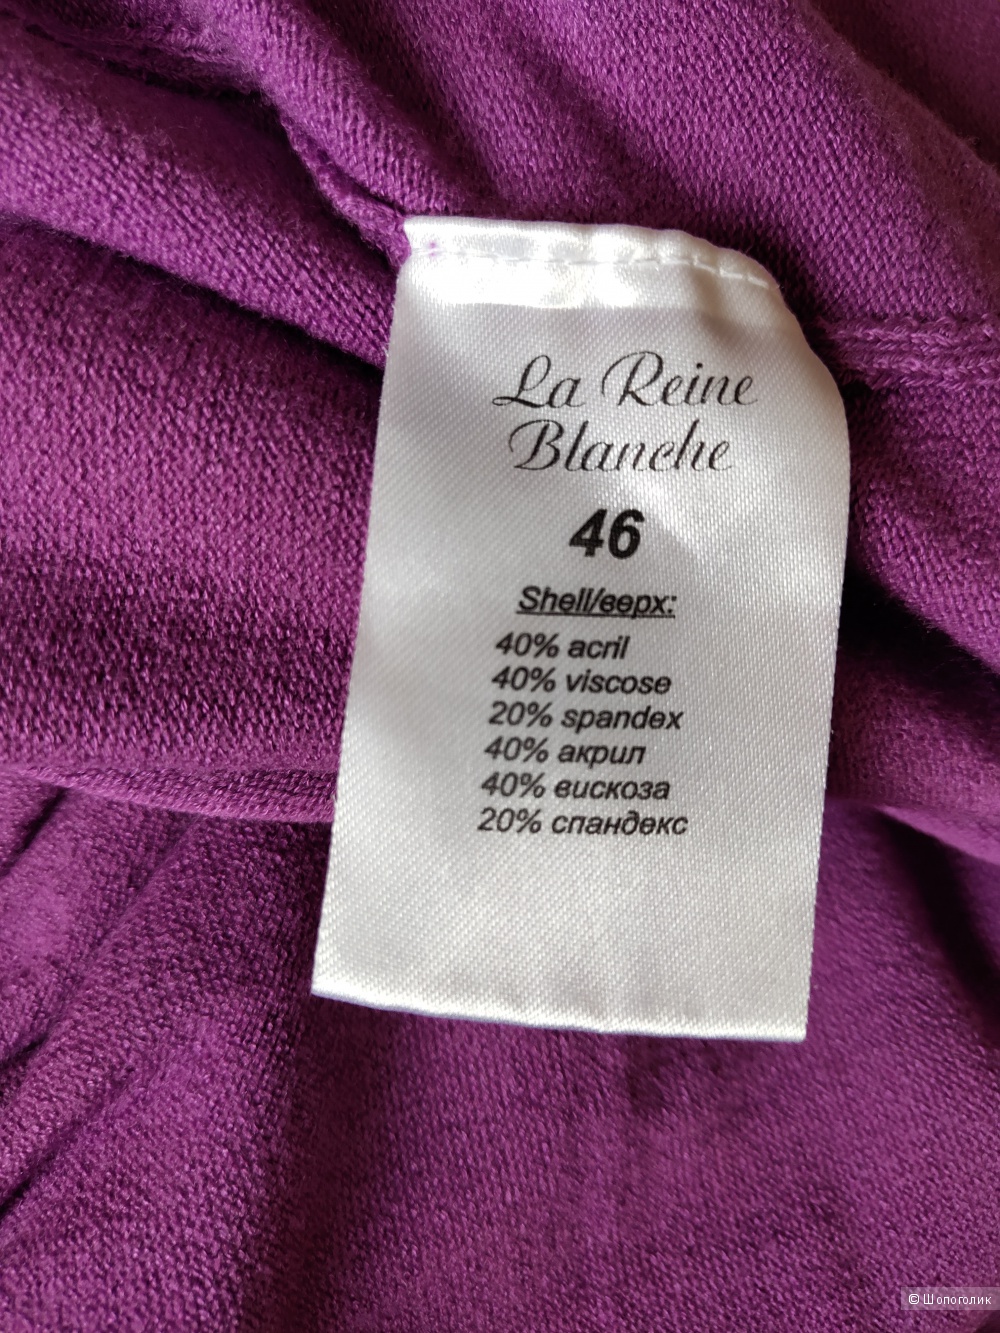 La Reine
Blanche
46
Shell/верх:
40% acril
40% viscose
20% spandex
40% акрил
40% вискоза
20% спандекс
© Шопоголик